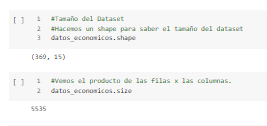 [ ] 1 #Tamaño del Dataset
2 #Hacemos un shape para saber el tamaño del dataset
3 datos_economicos.shape
(369, 15)
[ ] 1 #Vemos el producto de las filas x las columnas.
2 datos_economicos.size
5535